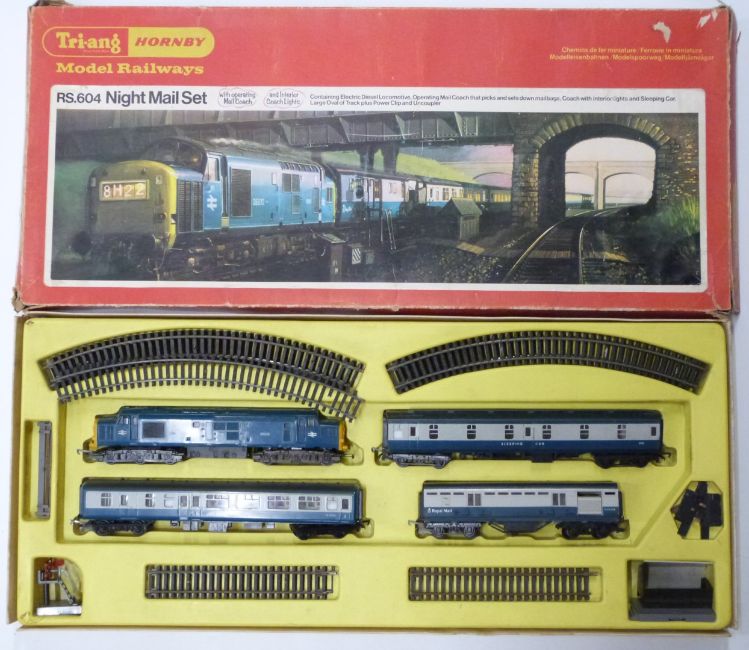 Tri-ang HORNBY
Model Railways
Chemins de fer miniature/Ferrovie in miniatura
Modelleisenbahnen/Modelspoorweg/Modelljärnvägar
RS.604 Night Mail Set
with operating
Mail Coach
and Interior
Coach Lights
Containing Electric Diesel Locomotive, Operating Mail Coach that picks and sets down mail bags, Coach with interior lights and Sleeping Car.
Large Oval of Track plus Power Clip and Uncoupler
8H22
SLEEPING CAR
Royal Mail